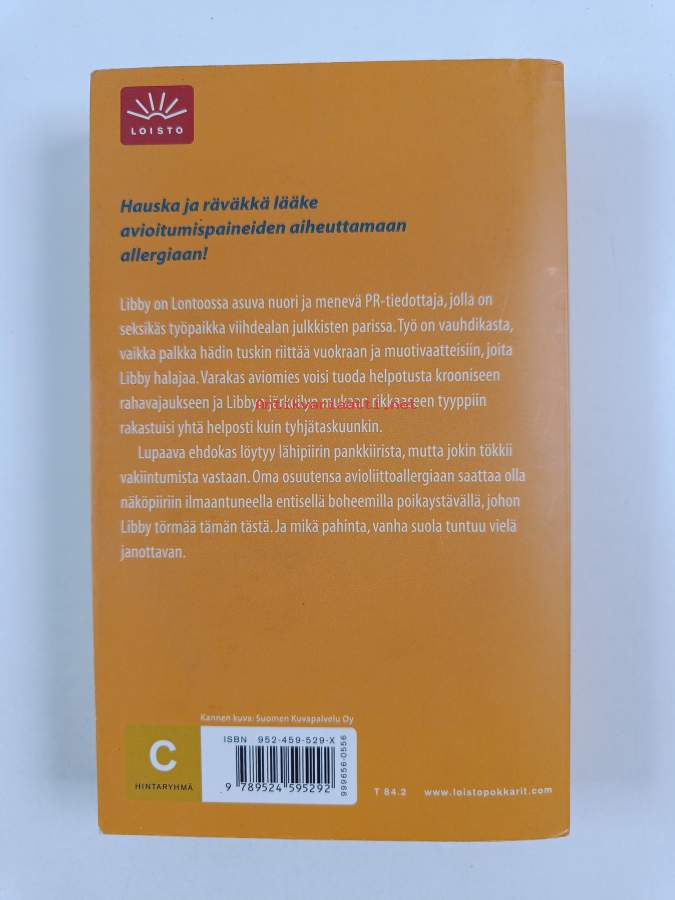 LOISTO
Hauska ja räväkkä lääke
avioitumispaineiden aiheuttamaan
allergiaan!
Libby on Lontoossa asuva nuori ja menevä PR-tiedottaja, jolla on
seksikäs työpaikka viihdealan julkkisten parissa. Työ on vauhdikasta,
vaikka palkka hädin tuskin riittää vuokraan ja muotivaatteisiin, joita
Libby halajaa. Varakas aviomies voisi tuoda helpotusta krooniseen
rahavajaukseen ja Libbyn järkeilyn mukaan rikkaaseen tyyppiin
rakastuisi yhtä helposti kuin tyhjätaskuunkin.
Lupaava ehdokas löytyy lähipiirin pankkiirista, mutta jokin tökkii
vakiintumista vastaan. Oma osuutensa avioliittoallergiaan saattaa olla
näköpiiriin ilmaantuneella entisellä boheemilla poikaystävällä, johon
Libby törmää tämän tästä. Ja mikä pahinta, vanha suola tuntuu vielä
janottavan.
Kannen kuva: Suomen Kuvapalvelu Oy
C
HINTARYHMÄ
ISBN 952-459-529-X
9 789524 595292
999656-0556
T 84.2 www.loistopokkarit.com